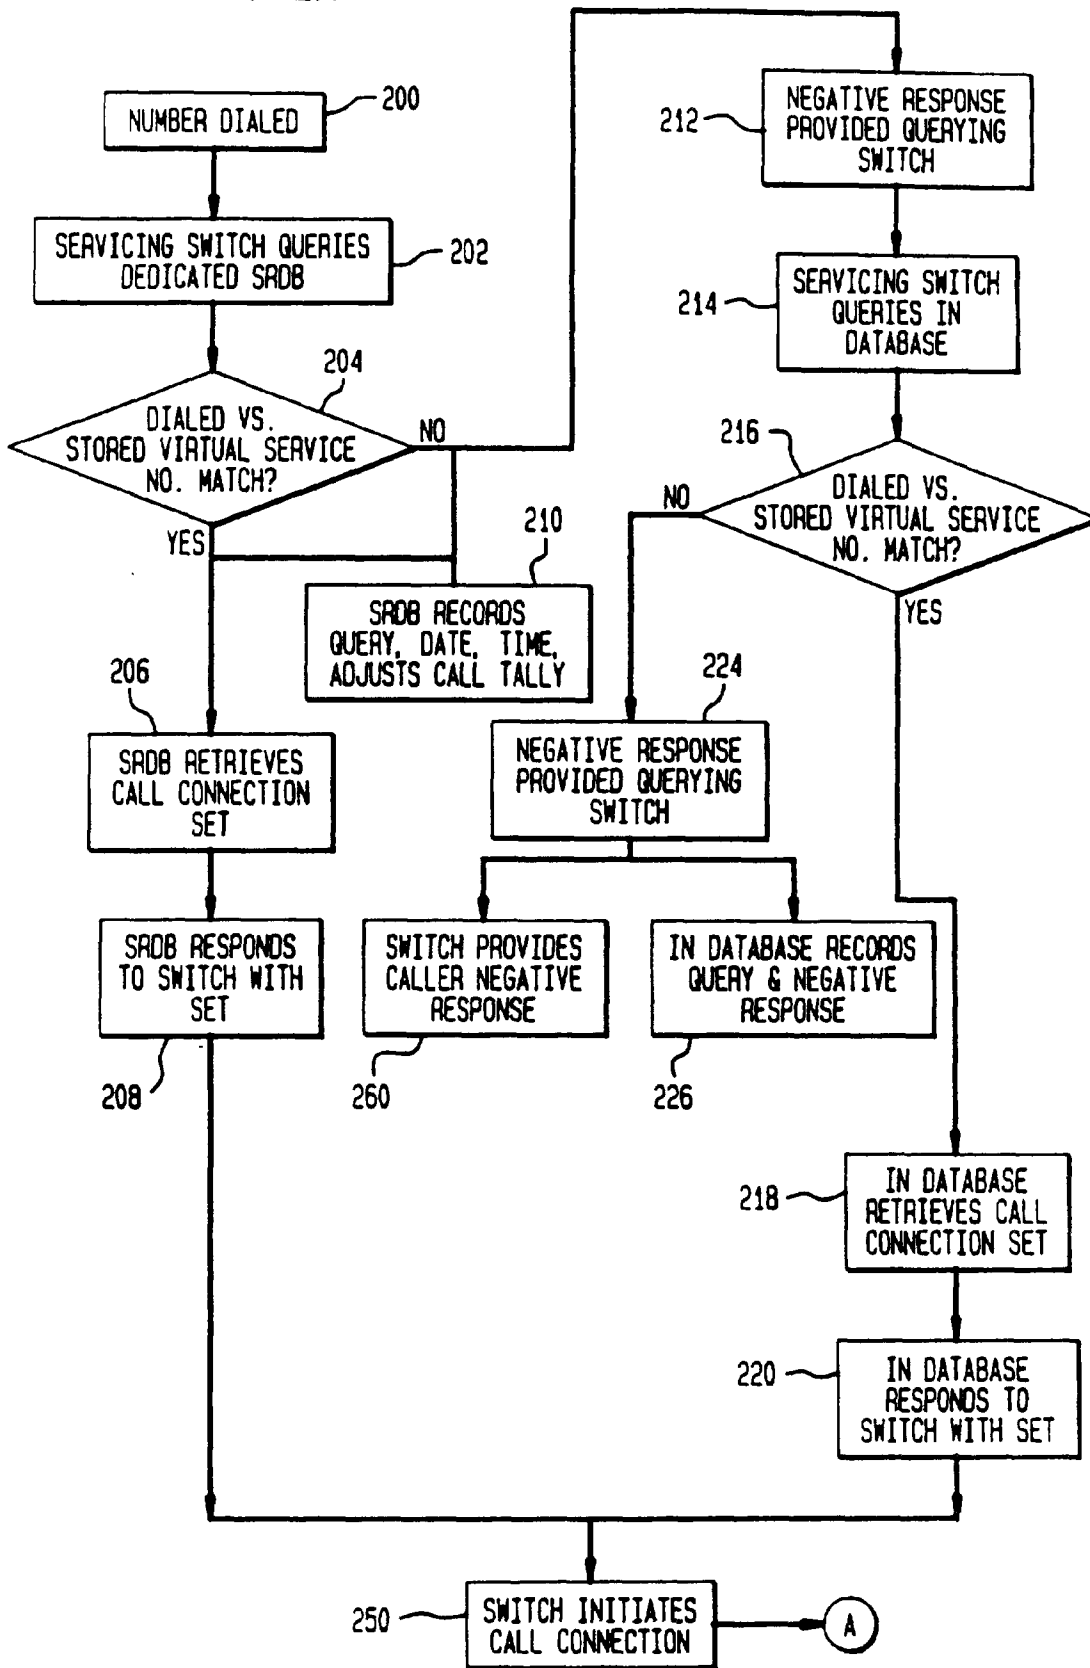 NUMBER DIALED
200
SERVICING SWITCH QUERIES
DEDICATED SRDB
202
204
DIALED VS.
STORED VIRTUAL SERVICE
NO. MATCH?
NO
YES
210
SRDB RECORDS
QUERY, DATE, TIME,
ADJUSTS CALL TALLY
206
SRDB RETRIEVES
CALL CONNECTION
SET
SRDB RESPONDS
TO SWITCH WITH
SET
208
212
NEGATIVE RESPONSE
PROVIDED QUERYING
SWITCH
214
SERVICING SWITCH
QUERIES IN
DATABASE
216
DIALED VS.
STORED VIRTUAL SERVICE
NO. MATCH?
NO
YES
224
NEGATIVE RESPONSE
PROVIDED QUERYING
SWITCH
SWITCH PROVIDES
CALLER NEGATIVE
RESPONSE
260
IN DATABASE RECORDS
QUERY & NEGATIVE
RESPONSE
226
218
IN DATABASE
RETRIEVES CALL
CONNECTION SET
220
IN DATABASE
RESPONDS TO
SWITCH WITH SET
250
SWITCH INITIATES
CALL CONNECTION
A